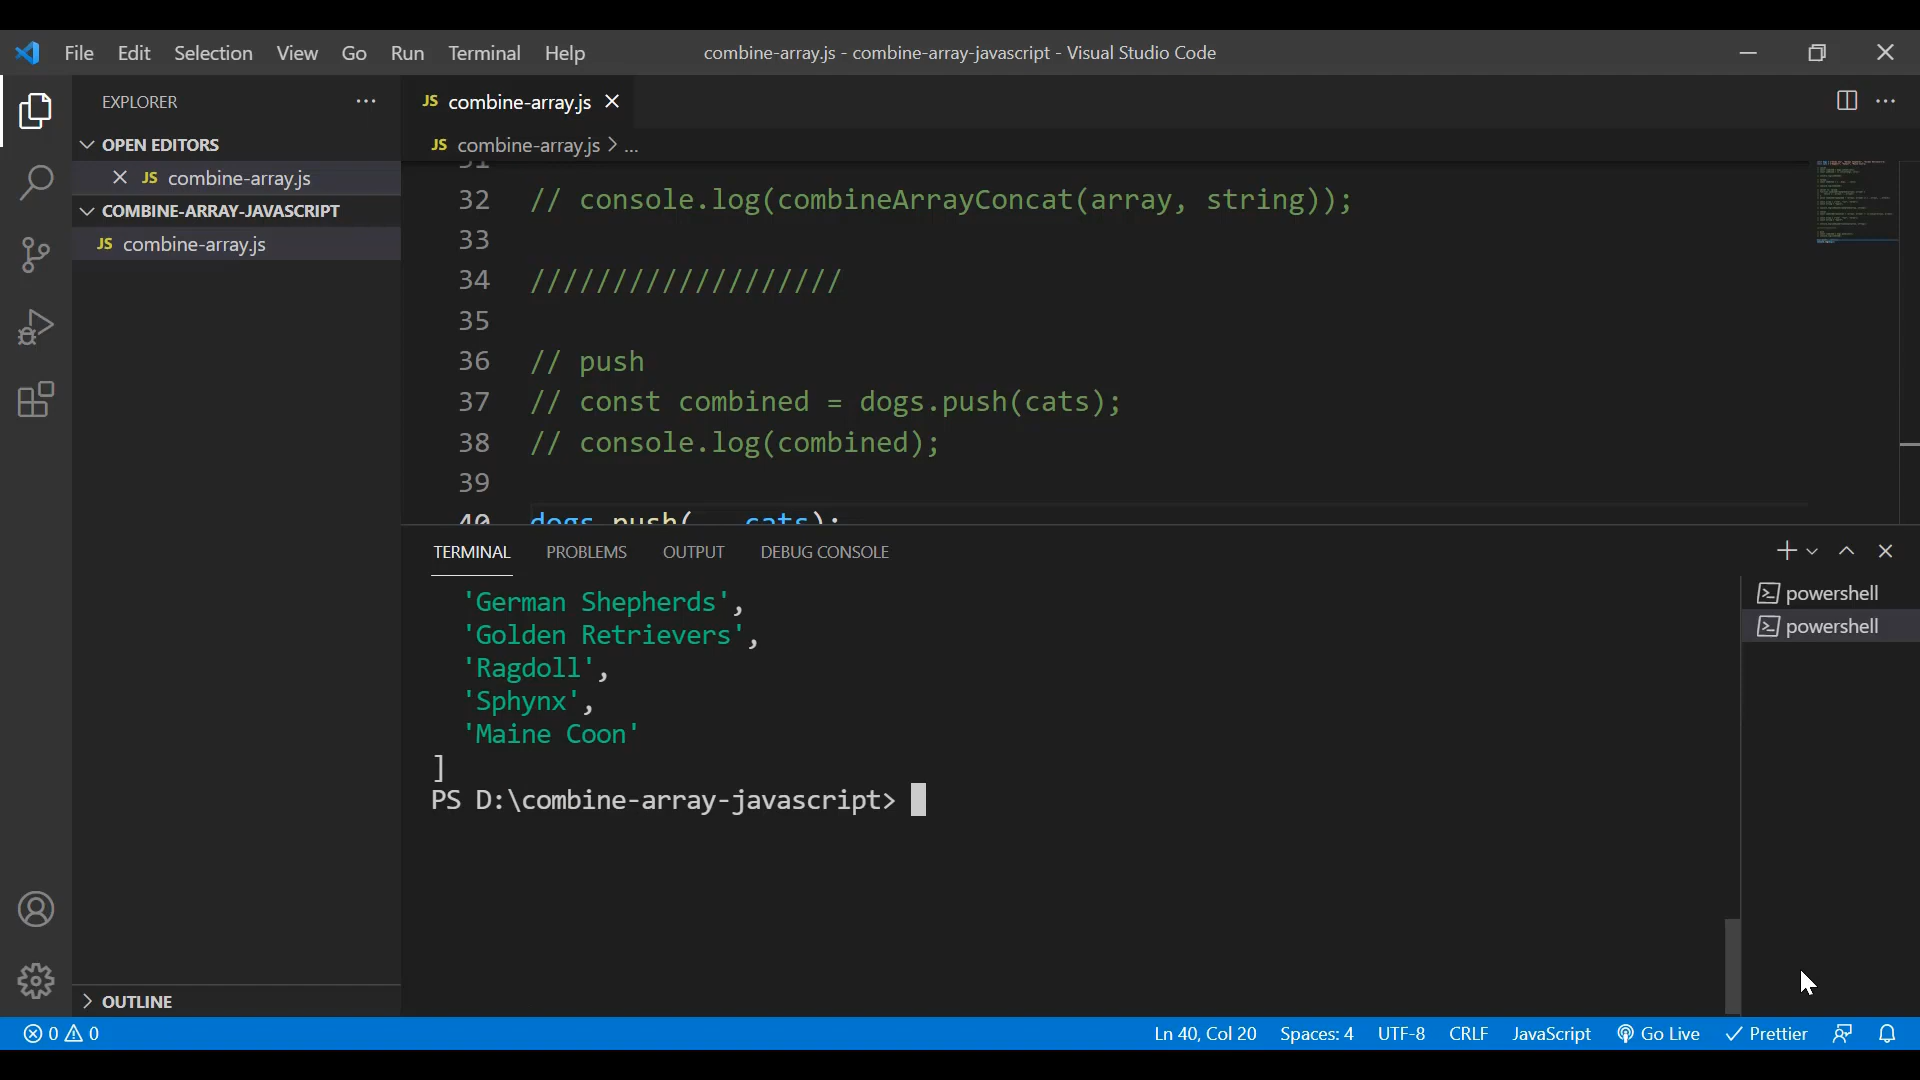 File Edit Selection View Go Run Terminal Help
combine-array.js - combine-array-javascript - Visual Studio Code
EXPLORER
OPEN EDITORS
JS combine-array.js
COMBINE-ARRAY-JAVASCRIPT
JS combine-array.js
OUTLINE
JS combine-array.js
JS combine-array.js > ...
31
32 // console.log(combineArrayConcat(array, string));
33
34 ///////////////////
35
36 // push
37 // const combined = dogs.push(cats);
38 // console.log(combined);
39
40 dogs.push(...cats);
TERMINAL PROBLEMS OUTPUT DEBUG CONSOLE
'German Shepherds',
'Golden Retrievers',
'Ragdoll',
'Sphynx',
'Maine Coon'
]
PS D:\combine-array-javascript>
powershell
powershell
0 0
Ln 40, Col 20 Spaces: 4 UTF-8 CRLF JavaScript Go Live Prettier